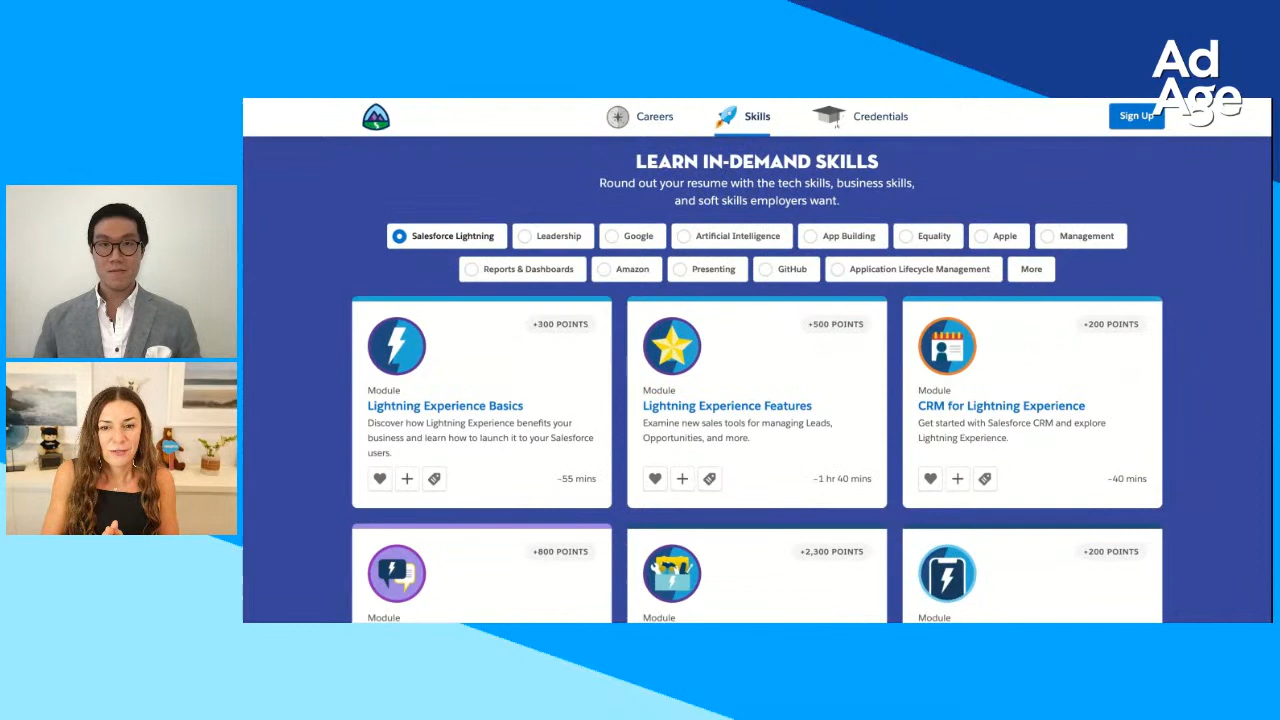 Ad
Age
Careers
Skills
Credentials
Sign Up
LEARN IN-DEMAND SKILLS
Round out your resume with the tech skills, business skills,
and soft skills employers want.
Salesforce Lightning
Leadership
Google
Artificial Intelligence
App Building
Equality
Apple
Management
Reports & Dashboards
Amazon
Presenting
GitHub
Application Lifecycle Management
More
+300 POINTS
Module
Lightning Experience Basics
Discover how Lightning Experience benefits your
business and learn how to launch it to your Salesforce
users.
~55 mins
+500 POINTS
Module
Lightning Experience Features
Examine new sales tools for managing Leads,
Opportunities, and more.
~1 hr 40 mins
+200 POINTS
Module
CRM for Lightning Experience
Get started with Salesforce CRM and explore
Lightning Experience.
~40 mins
+800 POINTS
Module
+2,300 POINTS
Module
+200 POINTS
Module